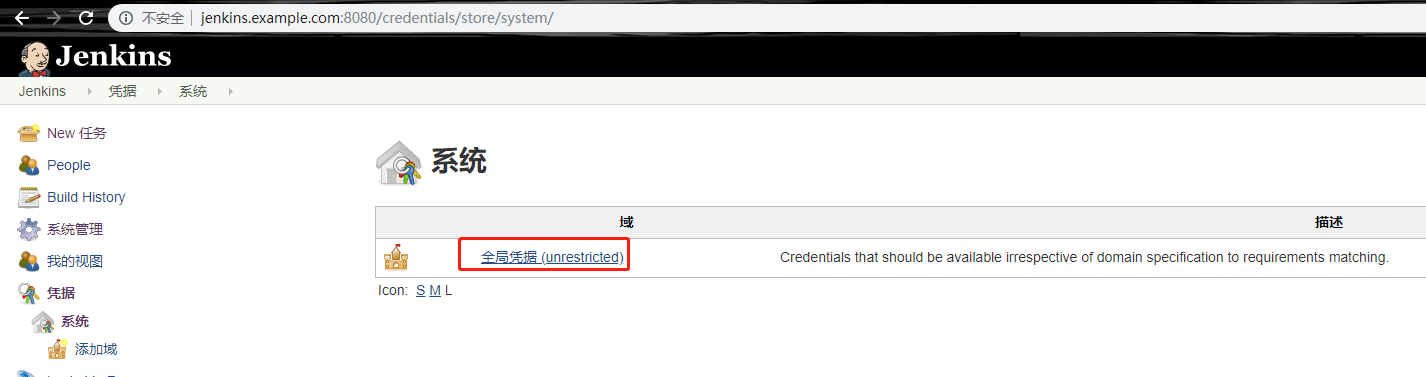 不安全 | jenkins.example.com:8080/credentials/store/system/
Jenkins
Jenkins 凭据 系统
New 任务
People
Build History
系统管理
我的视图
凭据
系统
添加域
系统
域 描述
全局凭据 (unrestricted) Credentials that should be available irrespective of domain specification to requirements matching.
Icon: S M L